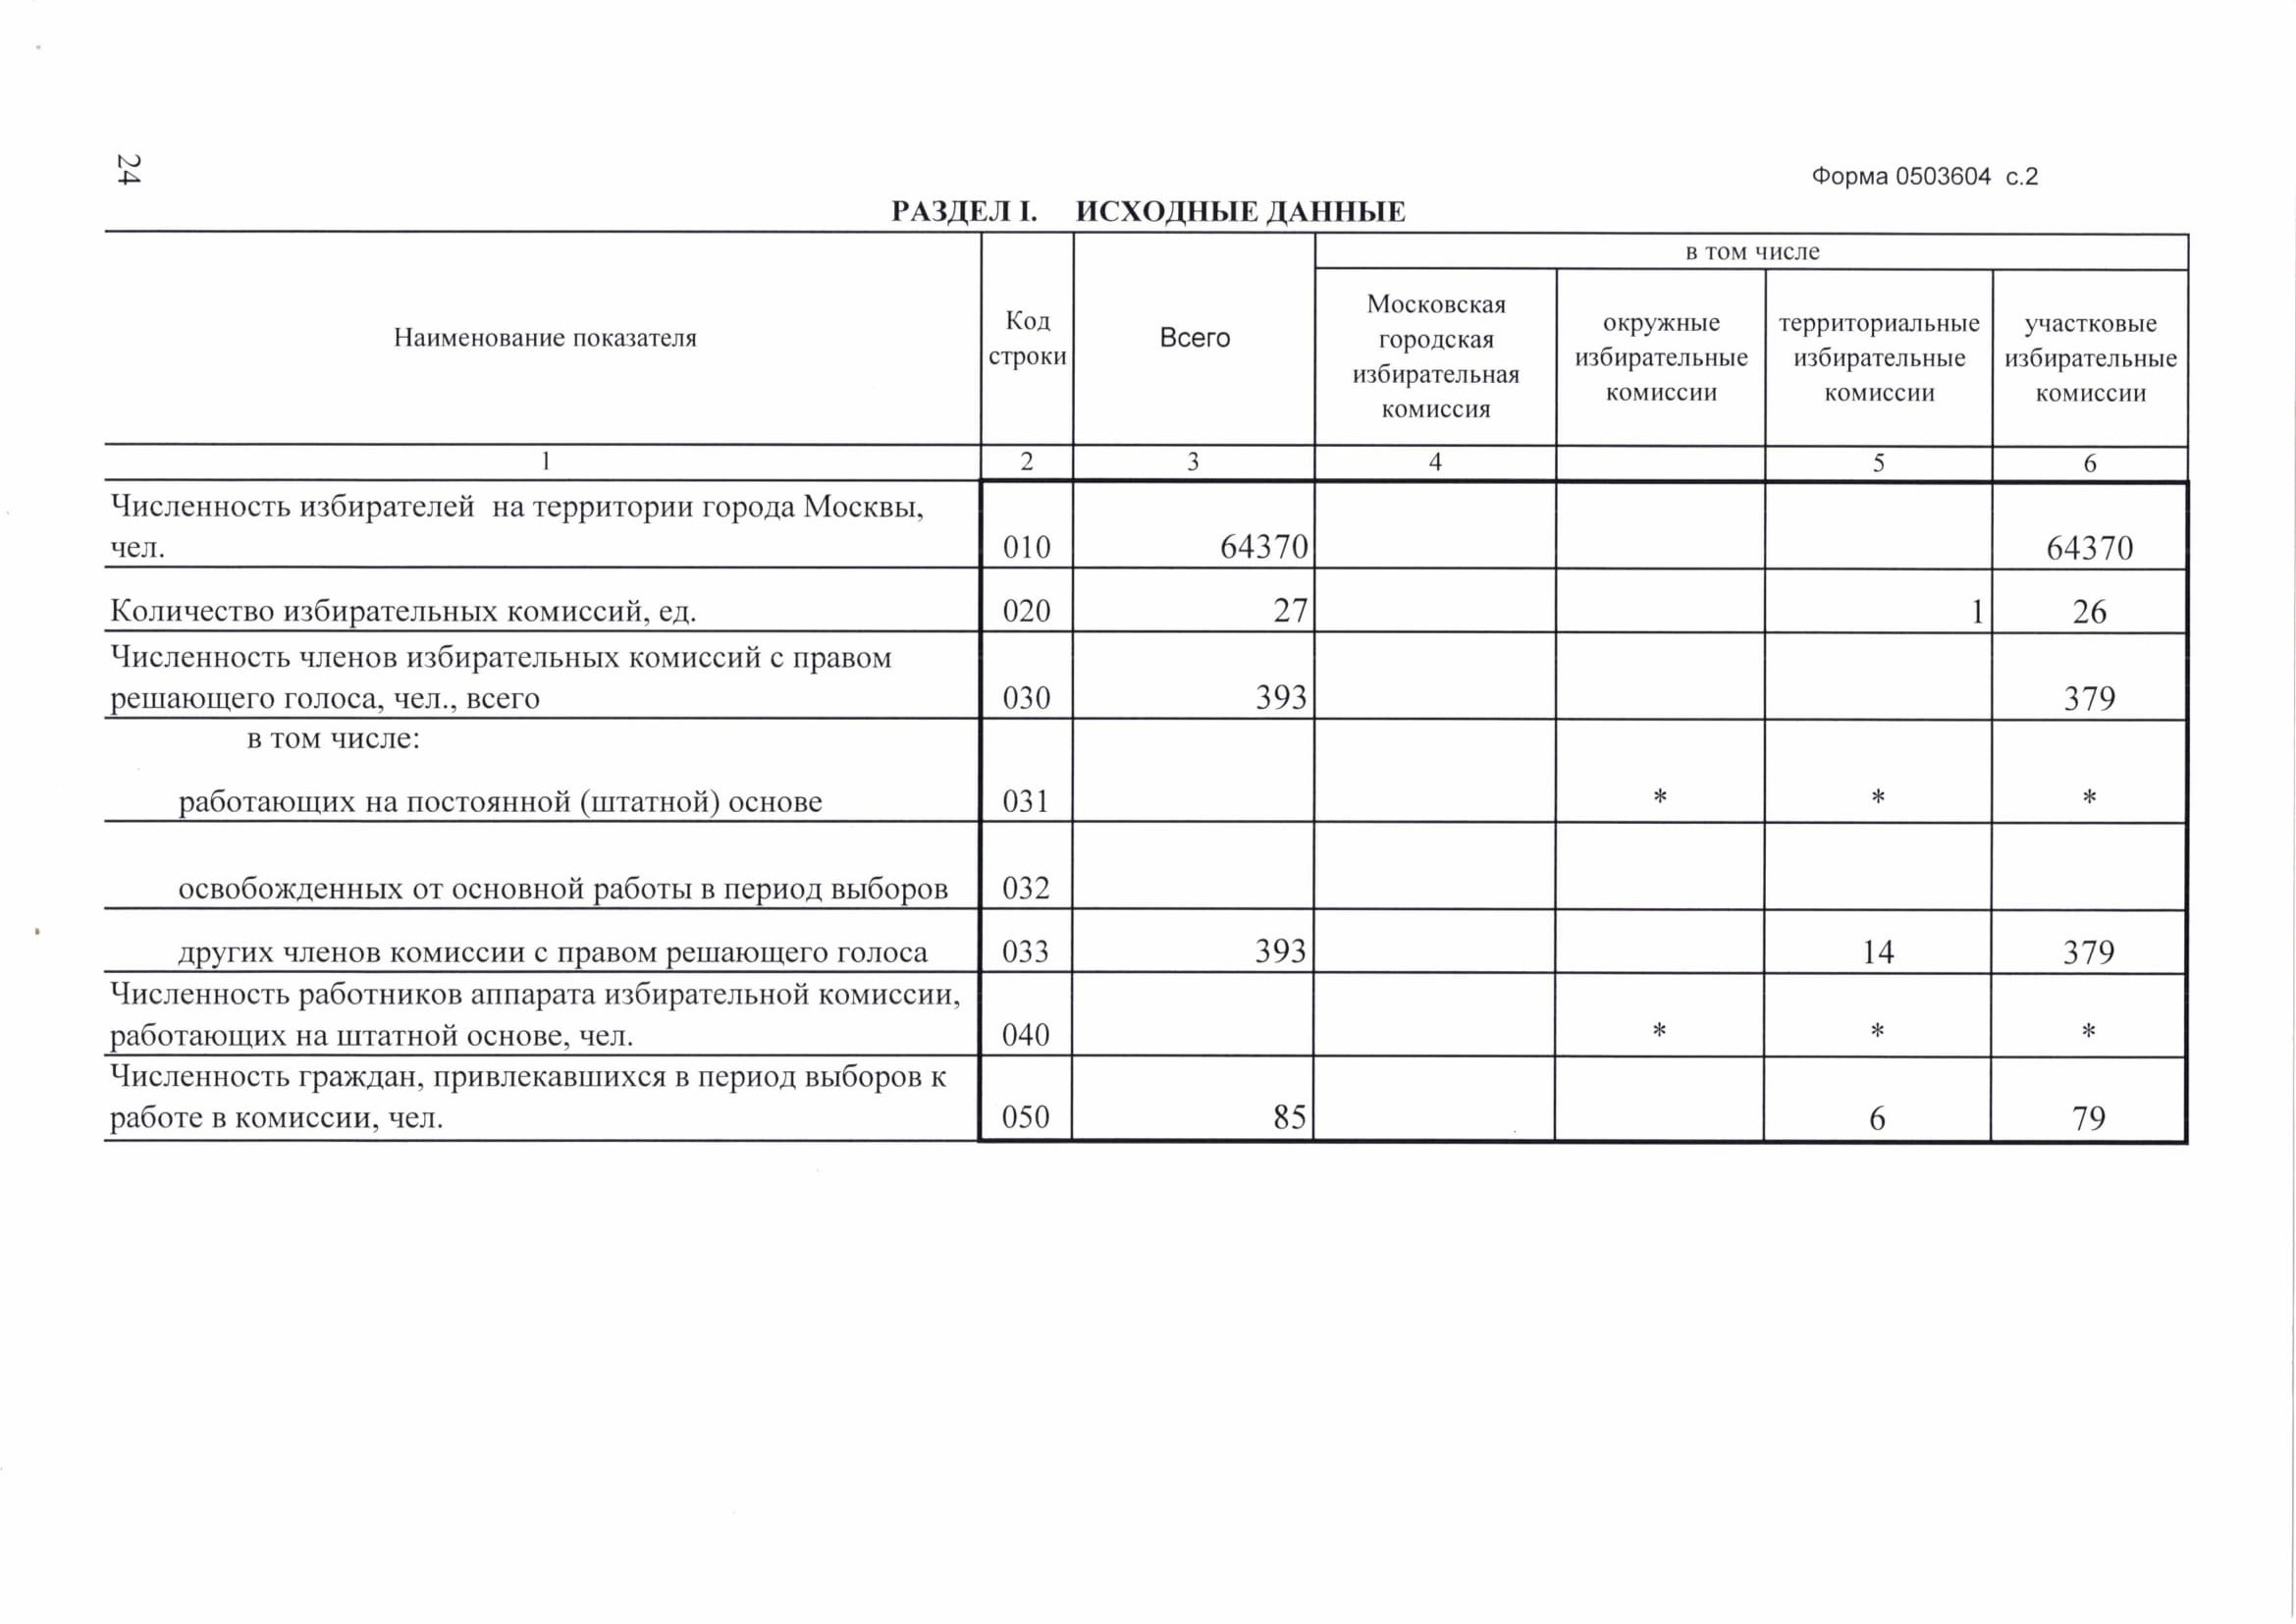 24
Форма 0503604 с.2
РАЗДЕЛ I. ИСХОДНЫЕ ДАННЫЕ
Наименование показателя
Код
строки
Всего
в том числе
Московская
городская
избирательная
комиссия
окружные
избирательные
комиссии
территориальные
избирательные
комиссии
участковые
избирательные
комиссии
1 2 3 4 5 6
Численность избирателей на территории города Москвы,
чел. 010 64370 64370
Количество избирательных комиссий, ед. 020 27 1 26
Численность членов избирательных комиссий с правом
решающего голоса, чел., всего 030 393 379
в том числе:
работающих на постоянной (штатной) основе 031 * * *
освобожденных от основной работы в период выборов 032
других членов комиссии с правом решающего голоса 033 393 14 379
Численность работников аппарата избирательной комиссии,
работающих на штатной основе, чел. 040 * * *
Численность граждан, привлекавшихся в период выборов к
работе в комиссии, чел. 050 85 6 79